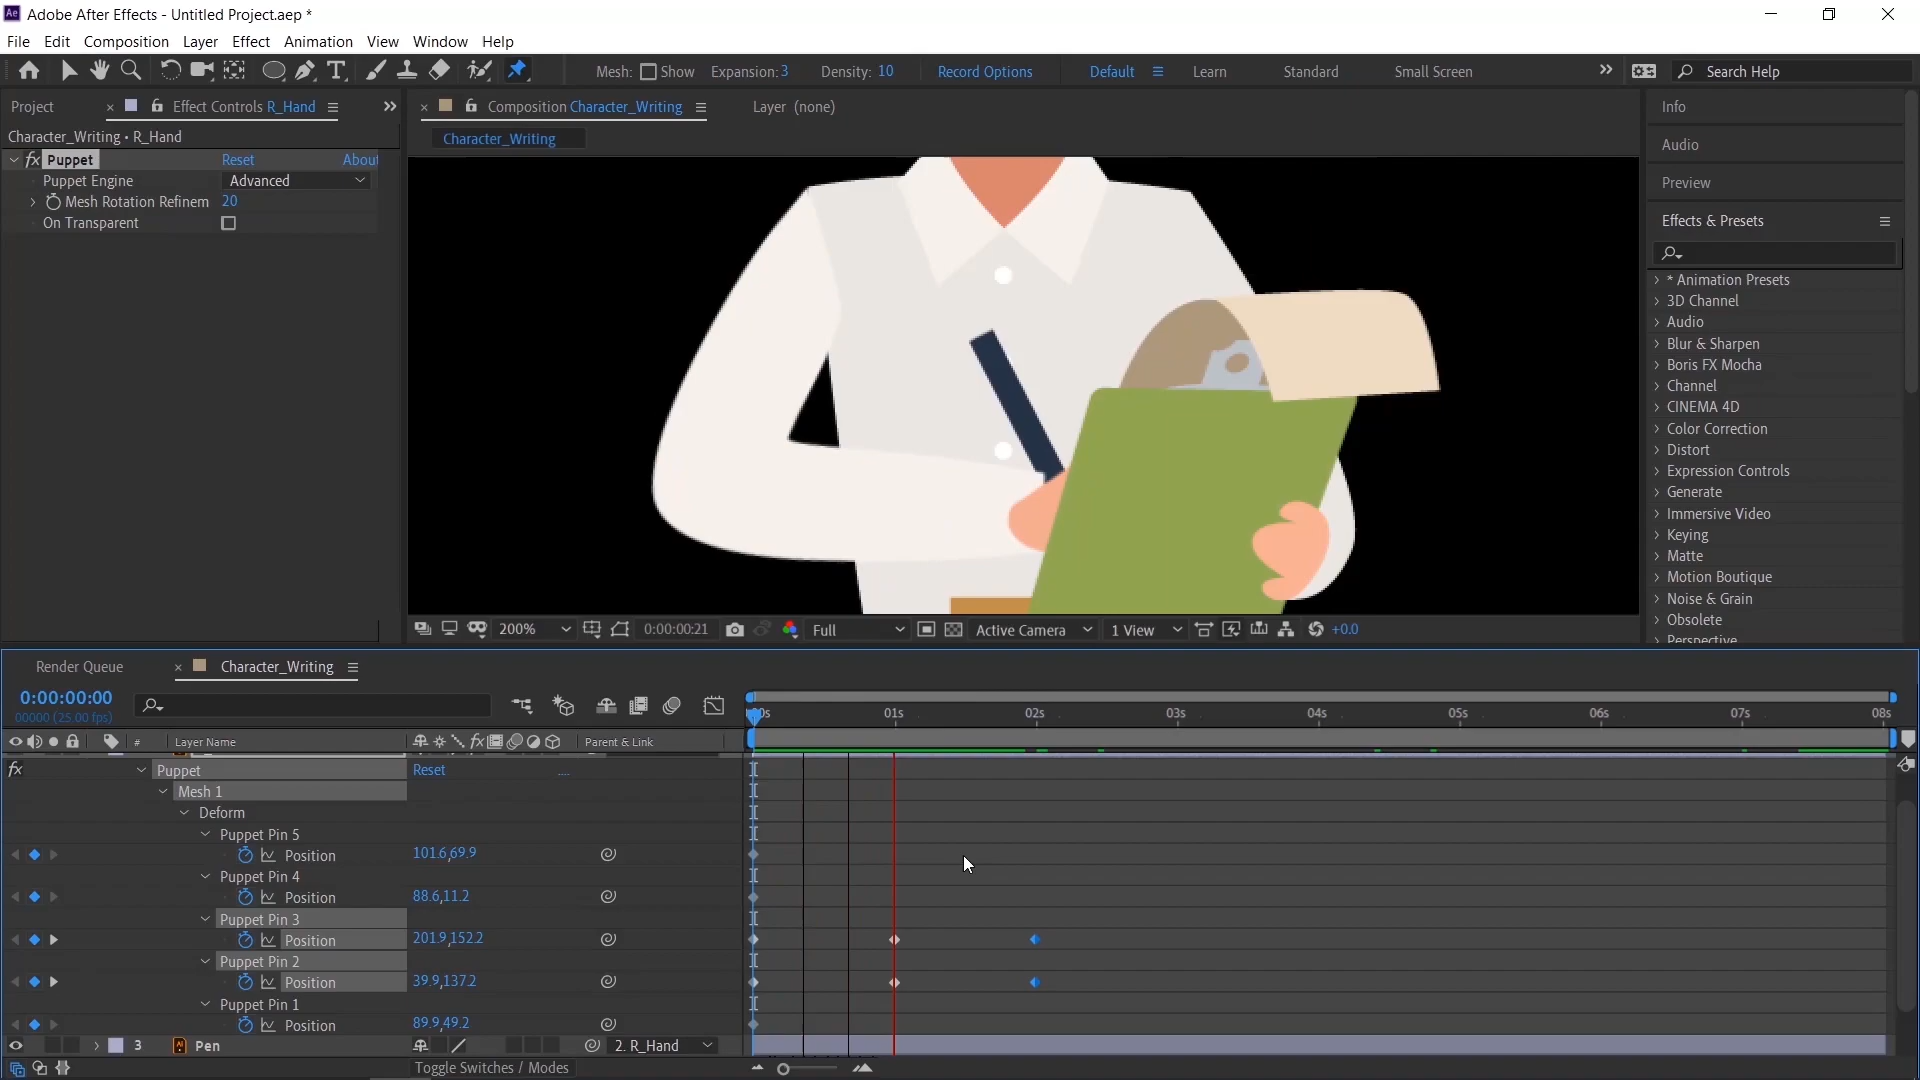 Adobe After Effects - Untitled Project.aep *
File Edit Composition Layer Effect Animation View Window Help
Mesh: Show Expansion: 3 Density: 10 Record Options Default Learn Standard Small Screen Search Help
Project Effect Controls R_Hand
Composition Character_Writing Layer (none)
Character_Writing • R_Hand
Character_Writing
fx Puppet Reset About
Puppet Engine Advanced
Mesh Rotation Refinem 20
On Transparent
Info
Audio
Preview
Effects & Presets
* Animation Presets
3D Channel
Audio
Blur & Sharpen
Boris FX Mocha
Channel
CINEMA 4D
Color Correction
Distort
Expression Controls
Generate
Immersive Video
Keying
Matte
Motion Boutique
Noise & Grain
Obsolete
Perspective
200% 0:00:00:21 Full Active Camera 1 View +0.0
Render Queue Character_Writing
0:00:00:00
00000 (25.00 fps)
01s 02s 03s 04s 05s 06s 07s 08s
# Layer Name fx Parent & Link
fx Puppet Reset ....
Mesh 1
Deform
Puppet Pin 5
Position 101.6,69.9
Puppet Pin 4
Position 88.6,11.2
Puppet Pin 3
Position 201.9,152.2
Puppet Pin 2
Position 39.9,137.2
Puppet Pin 1
Position 89.9,49.2
3 Pen 2. R_Hand
Toggle Switches / Modes